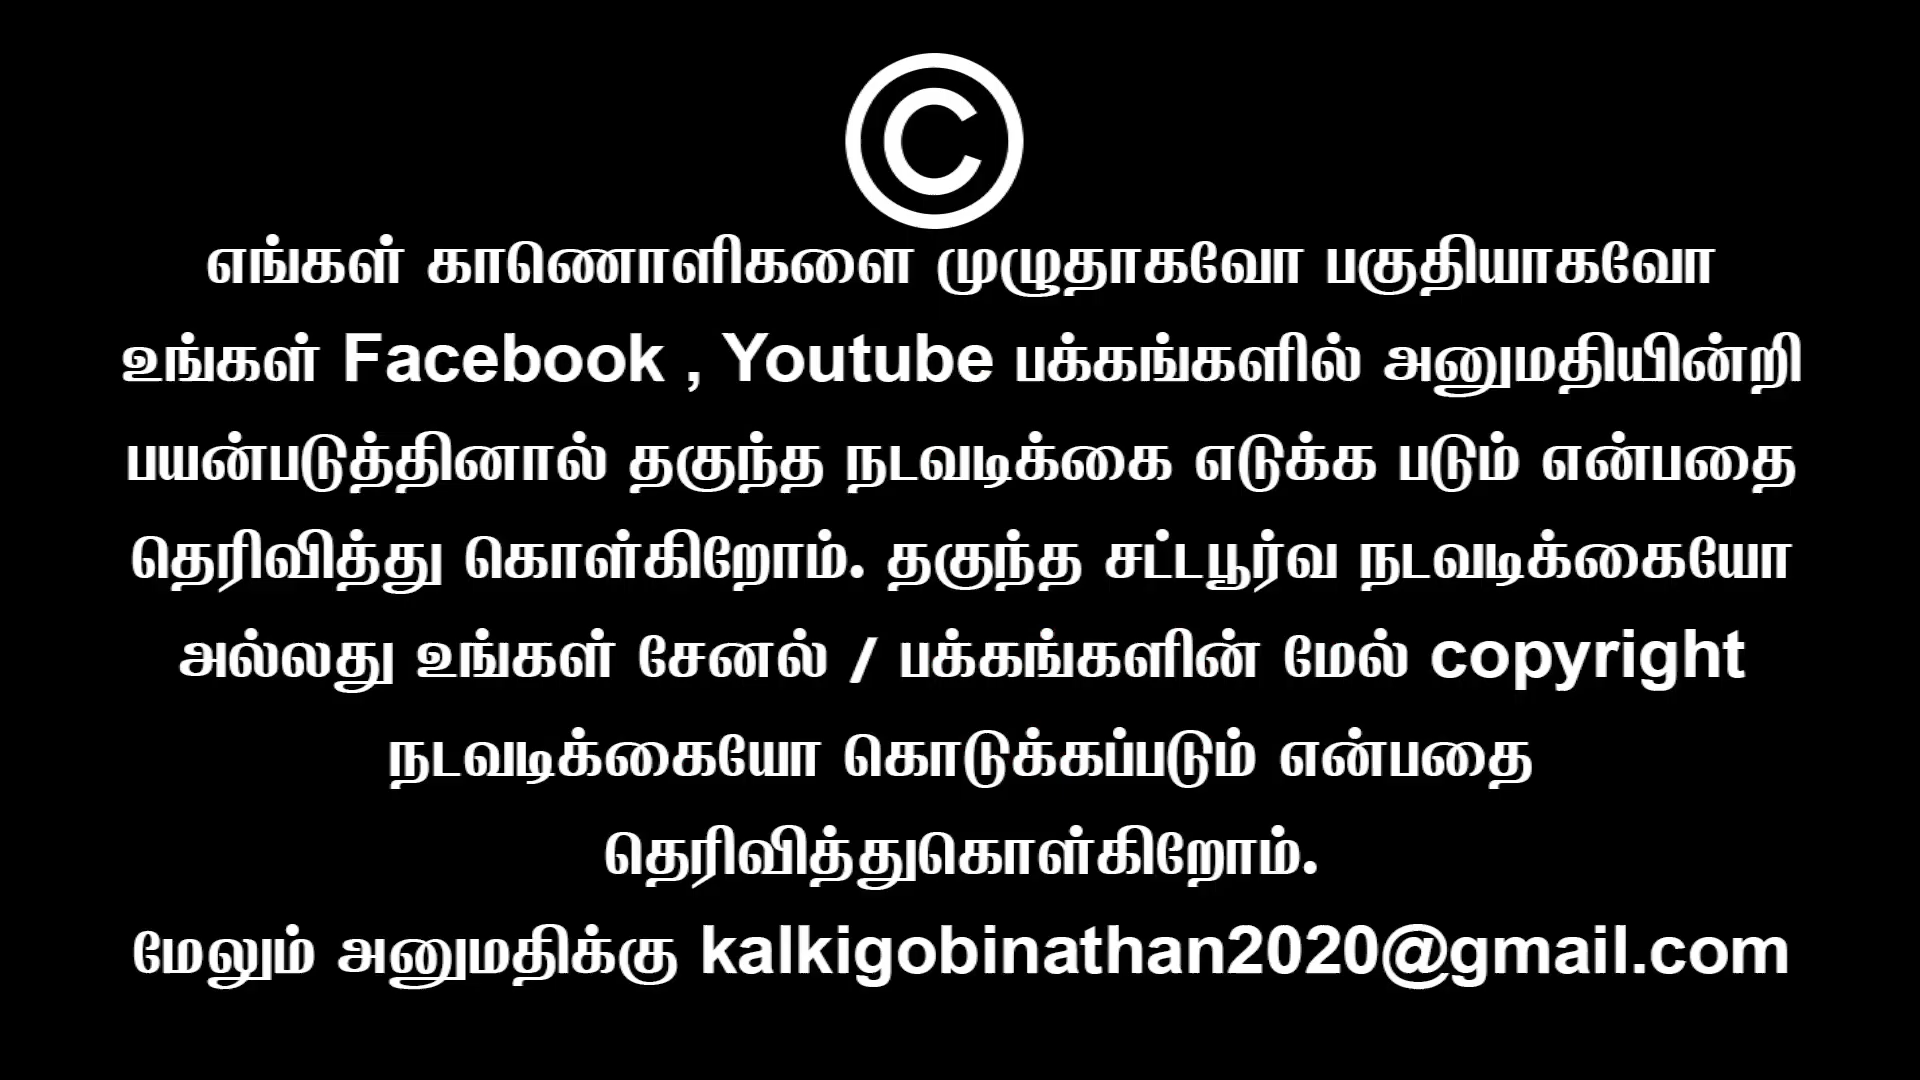 ©
எங்கள் காணொளிகளை முழுதாகவோ பகுதியாகவோ
உங்கள் Facebook , Youtube பக்கங்களில் அனுமதியின்றி
பயன்படுத்தினால் தகுந்த நடவடிக்கை எடுக்க படும் என்பதை
தெரிவித்து கொள்கிறோம். தகுந்த சட்டபூர்வ நடவடிக்கையோ
அல்லது உங்கள் சேனல் / பக்கங்களின் மேல் copyright
நடவடிக்கையோ கொடுக்கப்படும் என்பதை
தெரிவித்துகொள்கிறோம்.
மேலும் அனுமதிக்கு kalkigobinathan2020@gmail.com